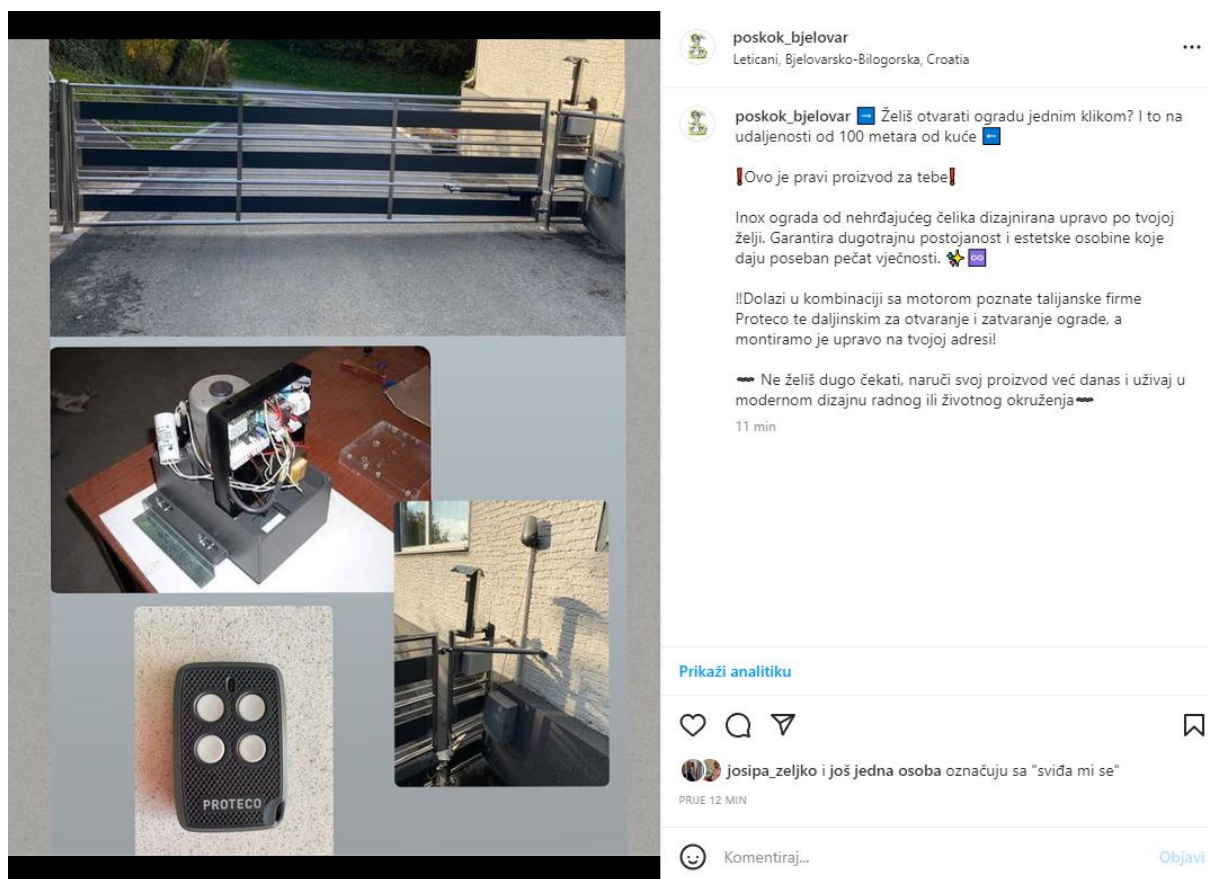 poskok_bjelovar
Leticani, Bjelovarsko-Bilogorska, Croatia
poskok_bjelovar ➡️ Želiš otvarati ogradu jednim klikom? I to na
udaljenosti od 100 metara od kuće ⬅️
❗Ovo je pravi proizvod za tebe❗
Inox ograda od nehrđajućeg čelika dizajnirana upravo po tvojoj
želji. Garantira dugotrajnu postojanost i estetske osobine koje
daju poseban pečat vječnosti. ✨ ♾️
‼Dolazi u kombinaciji sa motorom poznate talijanske firme
Proteco te daljinskim za otvaranje i zatvaranje ograde, a
montiramo je upravo na tvojoj adresi!
〰️ Ne želiš dugo čekati, naruči svoj proizvod već danas i uživaj u
modernom dizajnu radnog ili životnog okruženja〰️
11 min
Prikaži analitiku
josipa_zeljko i još jedna osoba označuju sa "sviđa mi se"
PRIJE 12 MIN
Komentiraj...
Objavi
PROTECO